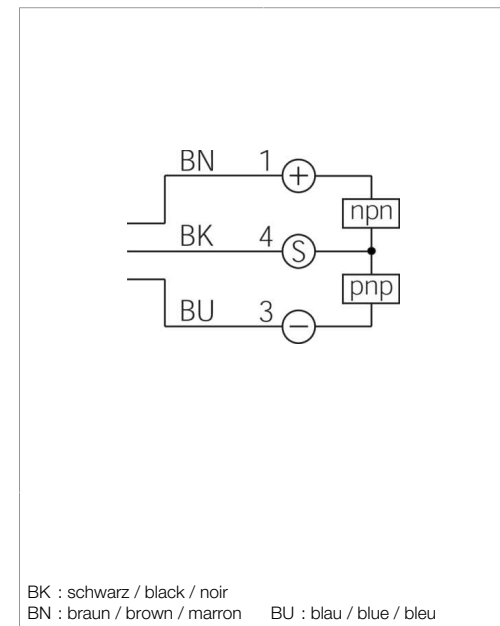 BN 1 +
npn
BK 4 S
pnp
BU 3 −
BK : schwarz / black / noir
BN : braun / brown / marron BU : blau / blue / bleu